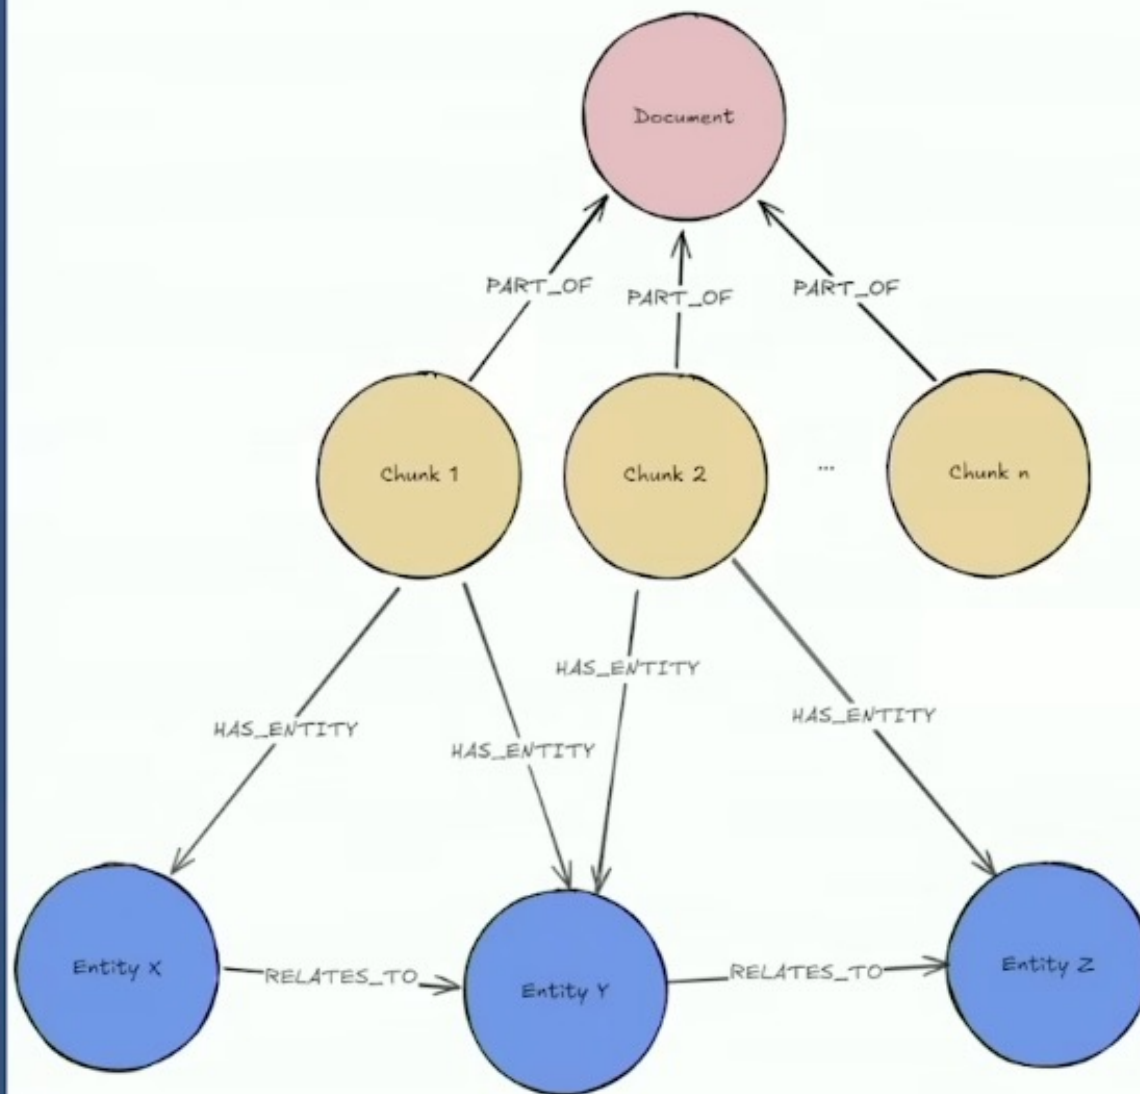 Document
PART_OF
PART_OF
PART_OF
Chunk 1
Chunk 2
...
Chunk n
HAS_ENTITY
HAS_ENTITY
HAS_ENTITY
HAS_ENTITY
Entity X
RELATES_TO
Entity Y
RELATES_TO
Entity Z